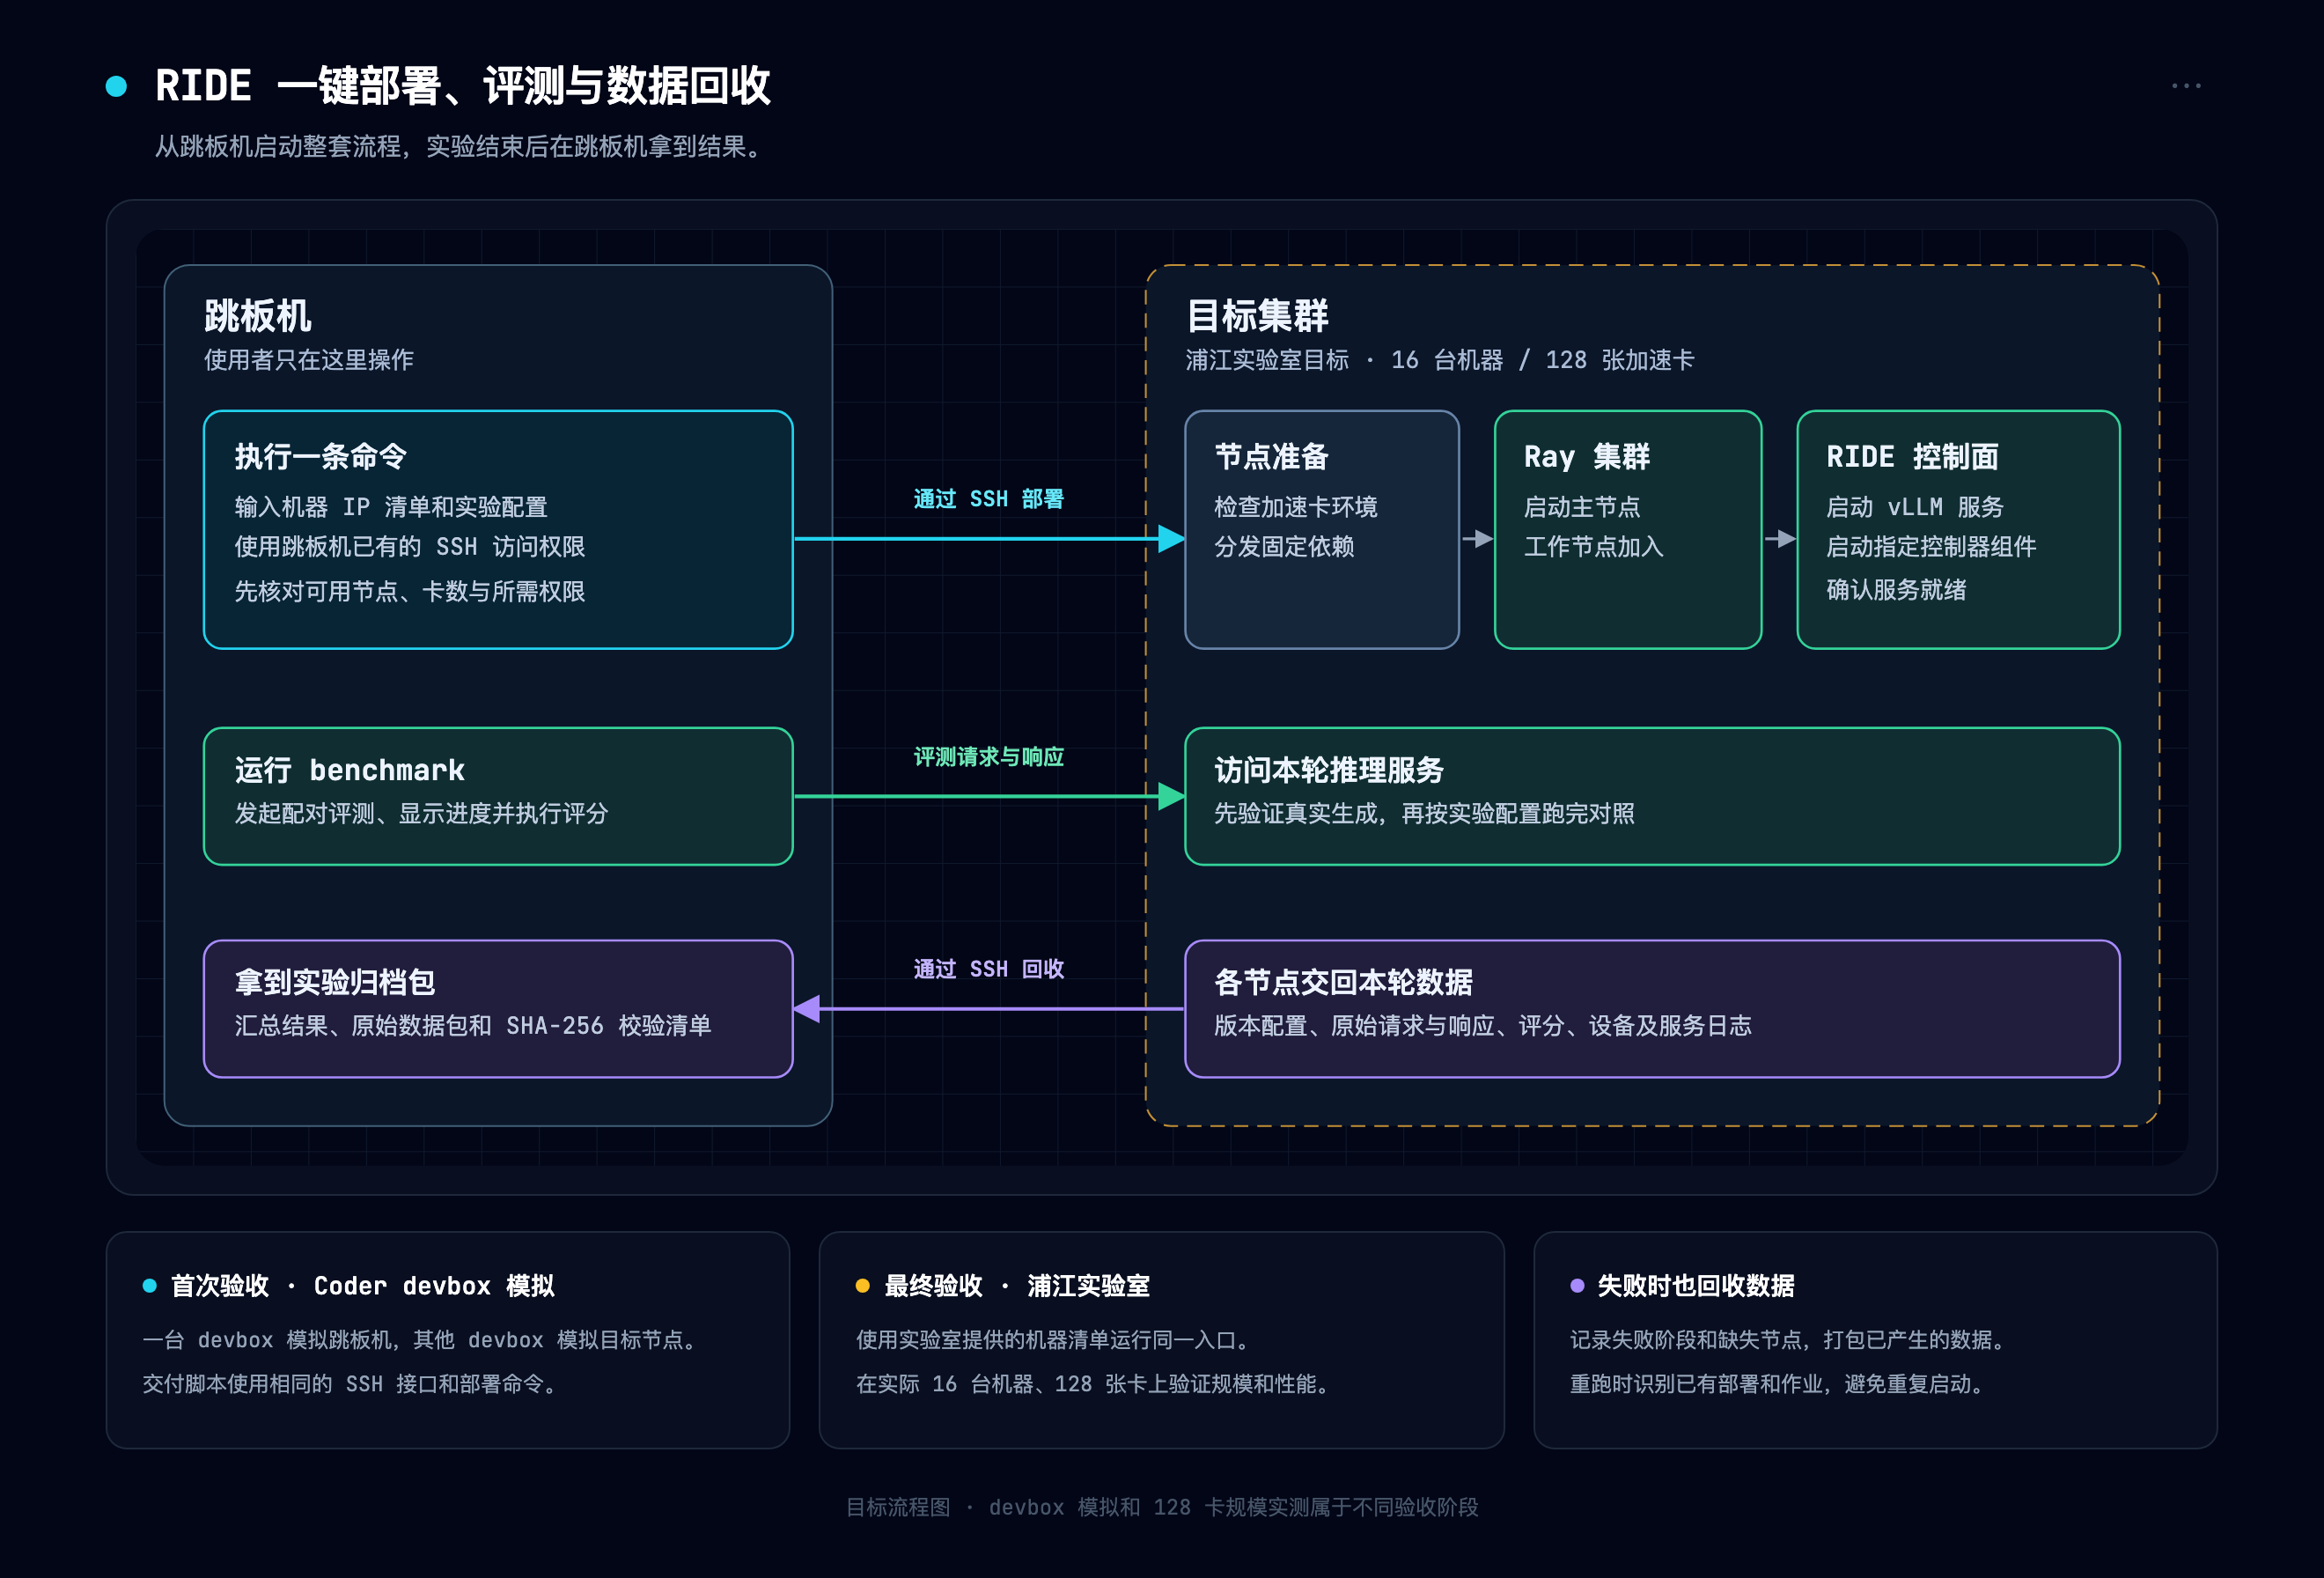 RIDE 一键部署、评测与数据回收
...
从跳板机启动整套流程，实验结束后在跳板机拿到结果。
跳板机
使用者只在这里操作
执行一条命令
输入机器 IP 清单和实验配置
使用跳板机已有的 SSH 访问权限
先核对可用节点、卡数与所需权限
通过 SSH 部署
目标集群
浦江实验室目标 · 16 台机器 / 128 张加速卡
节点准备
检查加速卡环境
分发固定依赖
Ray 集群
启动主节点
工作节点加入
RIDE 控制面
启动 vLLM 服务
启动指定控制器组件
确认服务就绪
运行 benchmark
发起配对评测、显示进度并执行评分
评测请求与响应
访问本轮推理服务
先验证真实生成，再按实验配置跑完对照
拿到实验归档包
汇总结果、原始数据包和 SHA-256 校验清单
通过 SSH 回收
各节点交回本轮数据
版本配置、原始请求与响应、评分、设备及服务日志
首次验收 · Coder devbox 模拟
一台 devbox 模拟跳板机，其他 devbox 模拟目标节点。
交付脚本使用相同的 SSH 接口和部署命令。
最终验收 · 浦江实验室
使用实验室提供的机器清单运行同一入口。
在实际 16 台机器、128 张卡上验证规模和性能。
失败时也回收数据
记录失败阶段和缺失节点，打包已产生的数据。
重跑时识别已有部署和作业，避免重复启动。
目标流程图 · devbox 模拟和 128 卡规模实测属于不同验收阶段